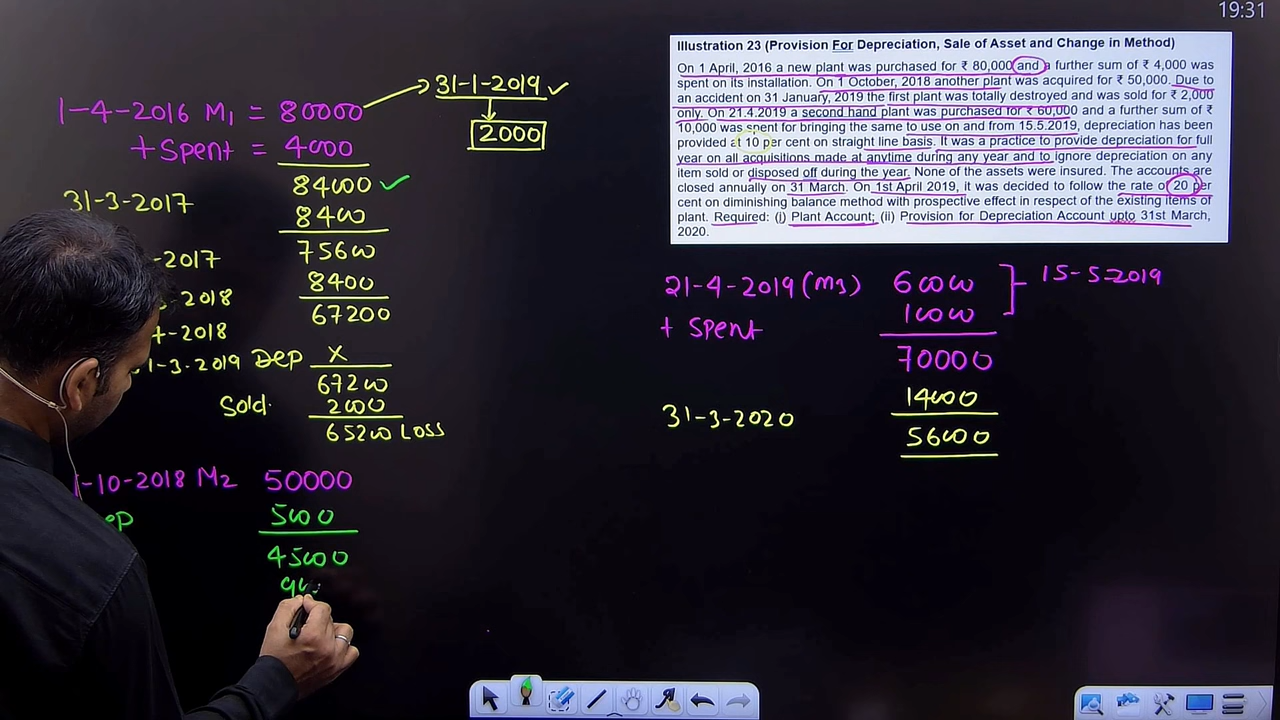 19:31
Illustration 23 (Provision For Depreciation, Sale of Asset and Change in Method)
On 1 April, 2016 a new plant was purchased for ₹ 80,000 and a further sum of ₹ 4,000 was
spent on its installation. On 1 October, 2018 another plant was acquired for ₹ 50,000. Due to
an accident on 31 January, 2019 the first plant was totally destroyed and was sold for ₹ 2,000
only. On 21.4.2019 a second hand plant was purchased for ₹ 60,000 and a further sum of ₹
10,000 was spent for bringing the same to use on and from 15.5.2019, depreciation has been
provided at 10 per cent on straight line basis. It was a practice to provide depreciation for full
year on all acquisitions made at anytime during any year and to ignore depreciation on any
item sold or disposed off during the year. None of the assets were insured. The accounts are
closed annually on 31 March. On 1st April 2019, it was decided to follow the rate of 20 per
cent on diminishing balance method with prospective effect in respect of the existing items of
plant. Required: (i) Plant Account; (ii) Provision for Depreciation Account upto 31st March,
2020.
31-1-2019 ✓
1-4-2016 M1 = 80000
2000
+ Spent = 4000
84000 ✓
31-3-2017
8400
75600
-2017
8400
-2018
67200
-2018
1-3-2019 Dep X
67200
Sold. 2000
65200 Loss
-10-2018 M2 50000
5000
45000
21-4-2019 (M3) 60000
15-5-2019
+ Spent 10000
70000
14000
31-3-2020
56000